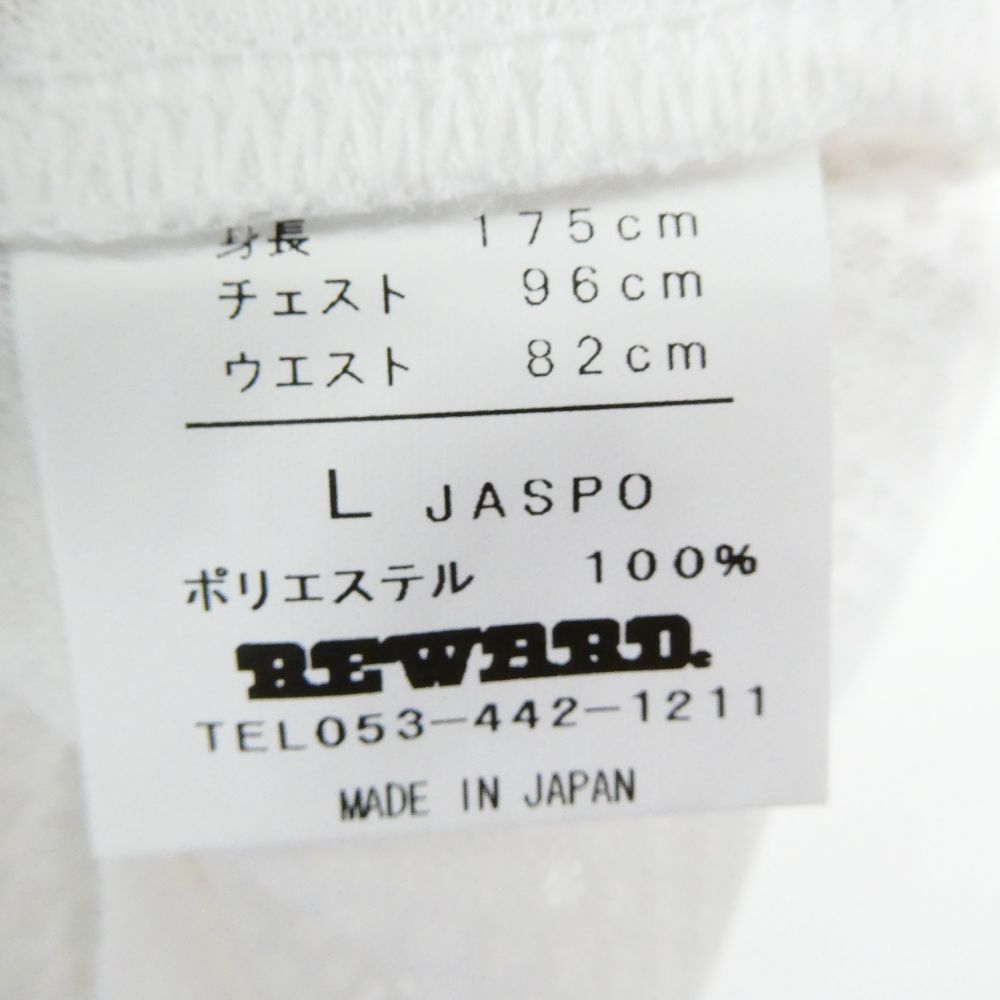 身長 175cm
チェスト 96cm
ウエスト 82cm
L JASPO
ポリエステル 100%
REWARD.
TEL053-442-1211
MADE IN JAPAN